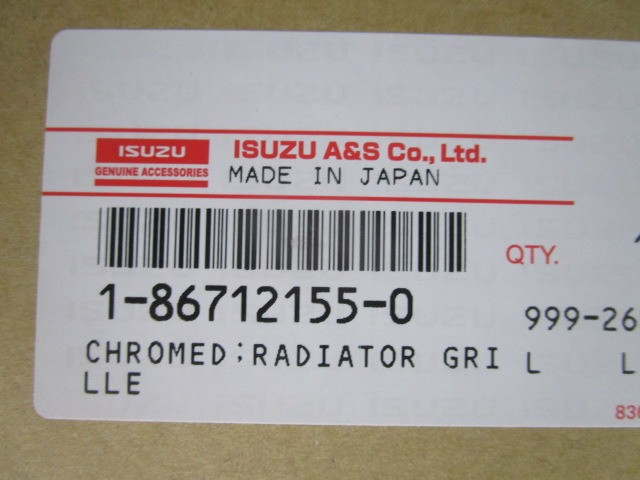 ISUZU
GENUINE ACCESSORIES
ISUZU A&S Co., Ltd.
MADE IN JAPAN
QTY.
1-86712155-0
999-26
CHROMED;RADIATOR GRI L L
LLE
836